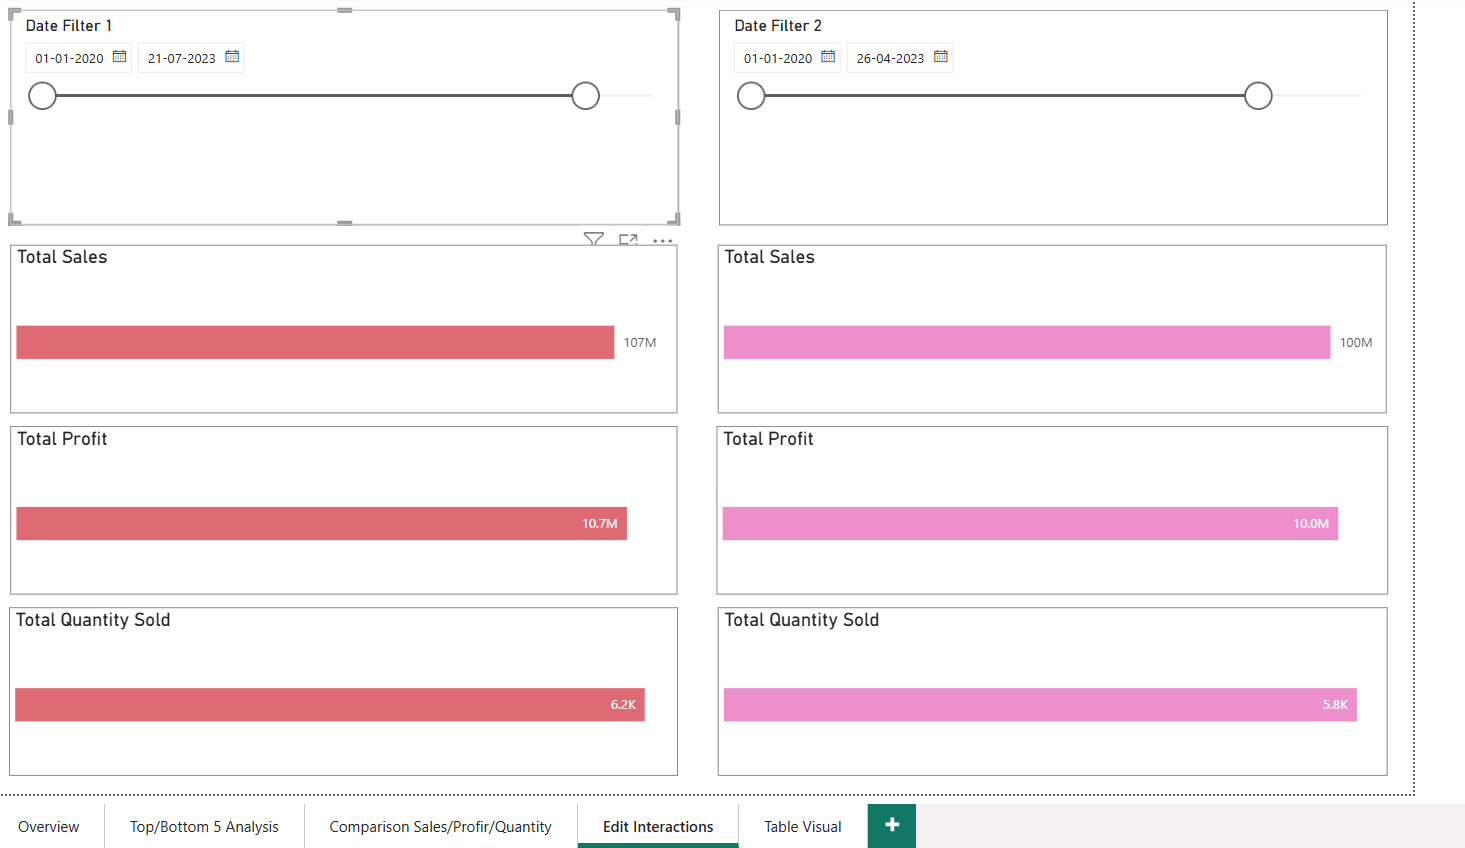 Date Filter 1
01-01-2020 21-07-2023
Date Filter 2
01-01-2020 26-04-2023
Total Sales
107M
Total Sales
100M
Total Profit
10.7M
Total Profit
10.0M
Total Quantity Sold
6.2K
Total Quantity Sold
5.8K
Overview Top/Bottom 5 Analysis Comparison Sales/Profir/Quantity Edit Interactions Table Visual +